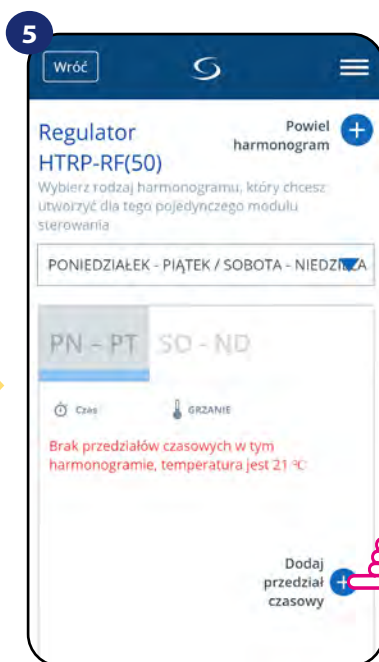 5
Wróć
Regulator
HTRP-RF(50)
Powiel
harmonogram
Wybierz rodzaj harmonogramu, który chcesz
utworzyć dla tego pojedynczego modułu
sterowania
PONIEDZIAŁEK - PIĄTEK / SOBOTA - NIEDZIELA
PN - PT SO - ND
Czas GRZANIE
Brak przedziałów czasowych w tym
harmonogramie, temperatura jest 21 °C
Dodaj
przedział
czasowy